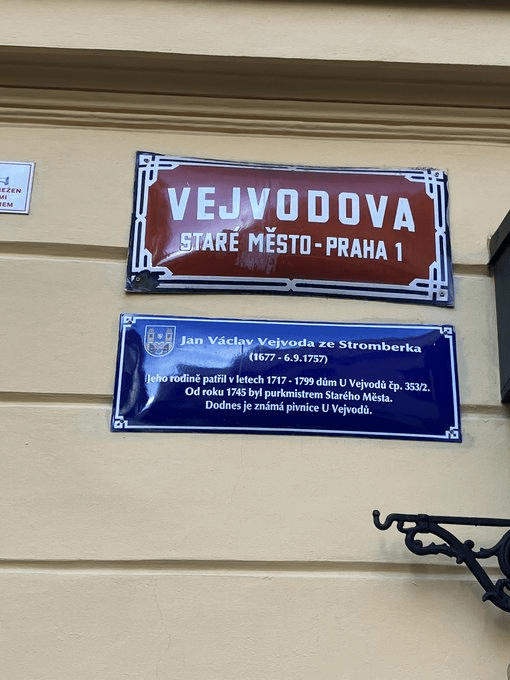 VEJVODOVA
STARÉ MĚSTO - PRAHA 1
Jan Václav Vejvoda ze Stromberka
(1677 - 6.9.1757)
Jeho rodině patřil v letech 1717 - 1799 dům U Vejvodů čp. 353/2.
Od roku 1745 byl purkmistrem Starého Města.
Dodnes je známá pivnice U Vejvodů.